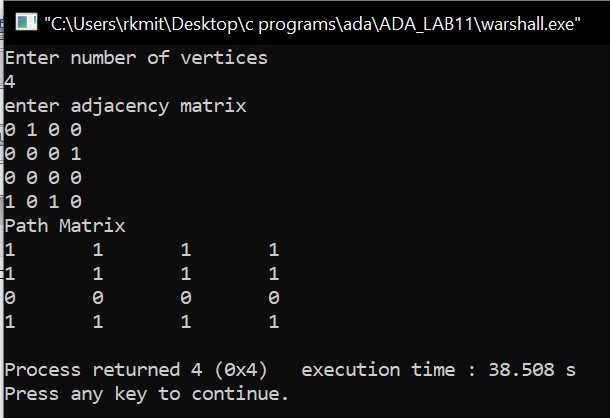 "C:\Users\rkmit\Desktop\c programs\ada\ADA_LAB11\warshall.exe"
Enter number of vertices
4
enter adjacency matrix
0 1 0 0
0 0 0 1
0 0 0 0
1 0 1 0
Path Matrix
1 1 1 1
1 1 1 1
0 0 0 0
1 1 1 1
Process returned 4 (0x4) execution time : 38.508 s
Press any key to continue.